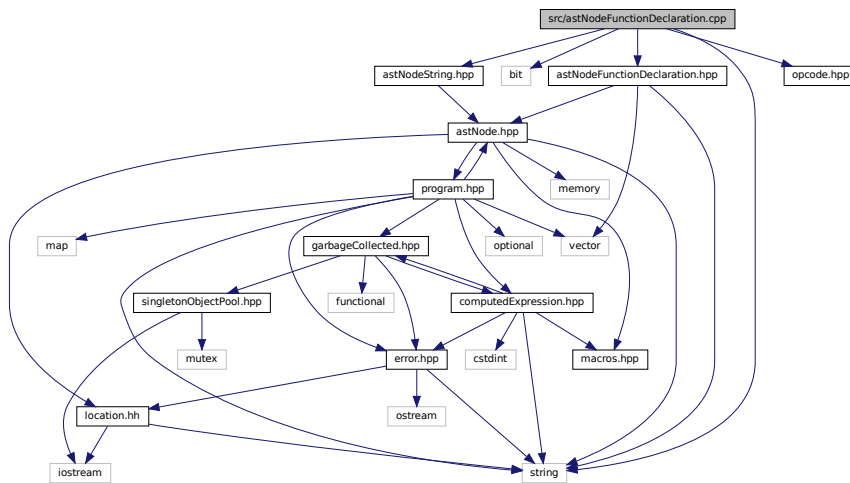 src/astNodeFunctionDeclaration.cpp
astNodeString.hpp
bit
astNodeFunctionDeclaration.hpp
opcode.hpp
astNode.hpp
program.hpp
memory
map
garbageCollected.hpp
optional
vector
singletonObjectPool.hpp
functional
computedExpression.hpp
mutex
error.hpp
cstdint
macros.hpp
location.hh
ostream
iostream
string